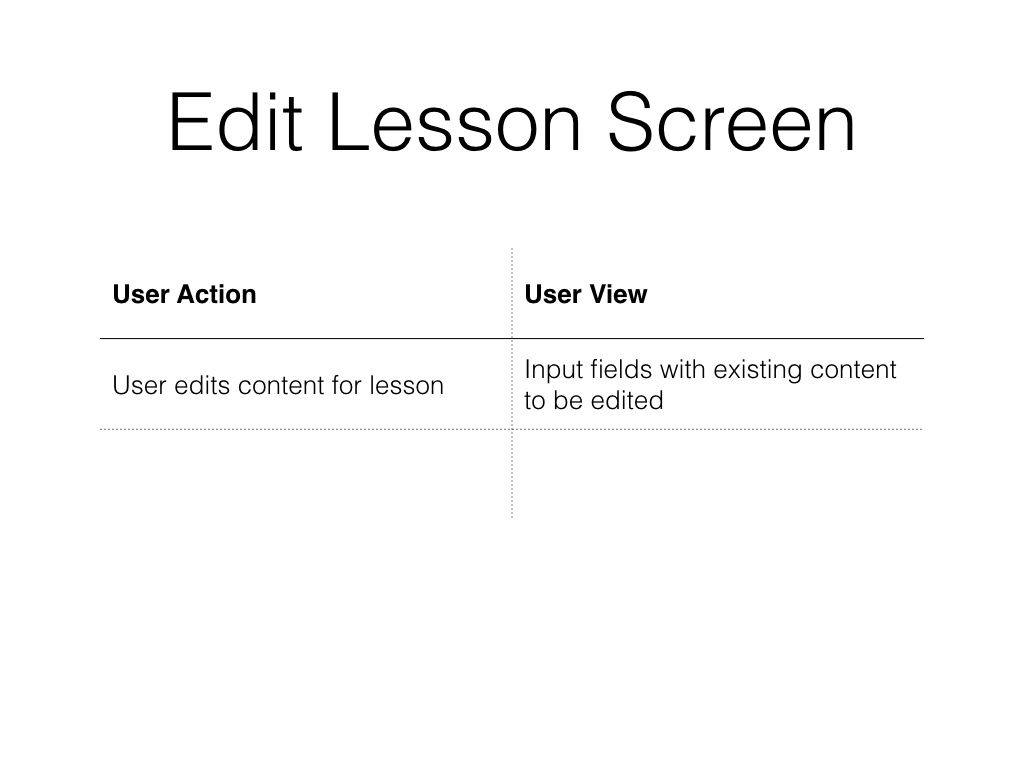 Edit Lesson Screen
User Action
User View
User edits content for lesson
Input fields with existing content
to be edited